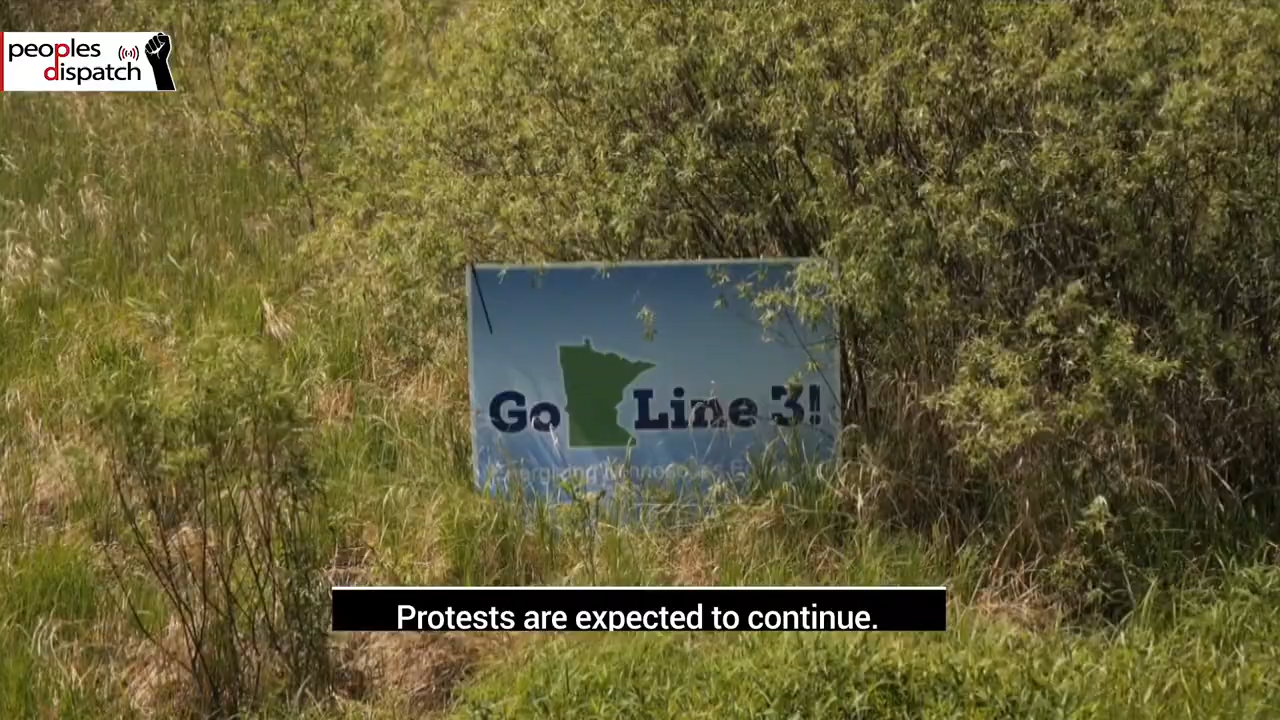 peoples
dispatch
Go Line 3!
Protests are expected to continue.